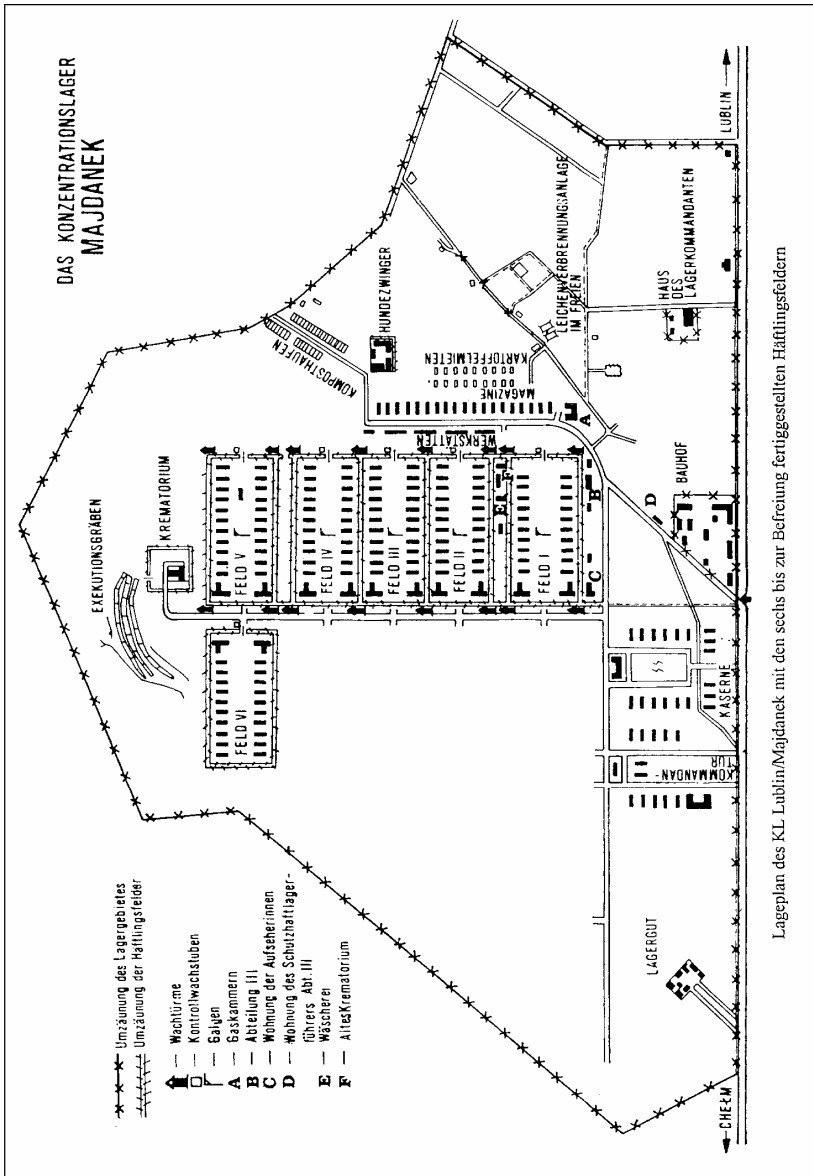 DAS KONZENTRATIONSLAGER
MAJDANEK
Umzäunung des Lagergebietes
Umzäunung der Häftlingsfelder
Wachtürme
Kontrollwachstuben
Galgen
A — Gaskammern
B — Abteilung III
C — Wohnung der Aufseherinnen
D — Wohnung des Schutzhaftlager-
führers Abt. III
E — Wäscherei
F — Altes Krematorium
EXEKUTIONSGRÄBEN
KREMATORIUM
KOMPOSTHAUFEN
HUNDEZWINGER
FELD VI
FELD V
FELD IV
FELD III
FELD II
FELD I
WERKSTÄTTEN
MAGAZINE
KARTOFFELMIETEN
LEICHENVERBRENNUNGSANLAGE
IM FREIEN
E
F
A
B
C
D
BAUHOF
HAUS
DES
LAGERKOMMANDANTEN
SS
KASERNE
KOMMANDAN-
TUR
LAGERGUT
CHEŁM
LUBLIN
Lageplan des KL Lublin/Majdanek mit den sechs bis zur Befreiung fertiggestellten Häftlingsfeldern